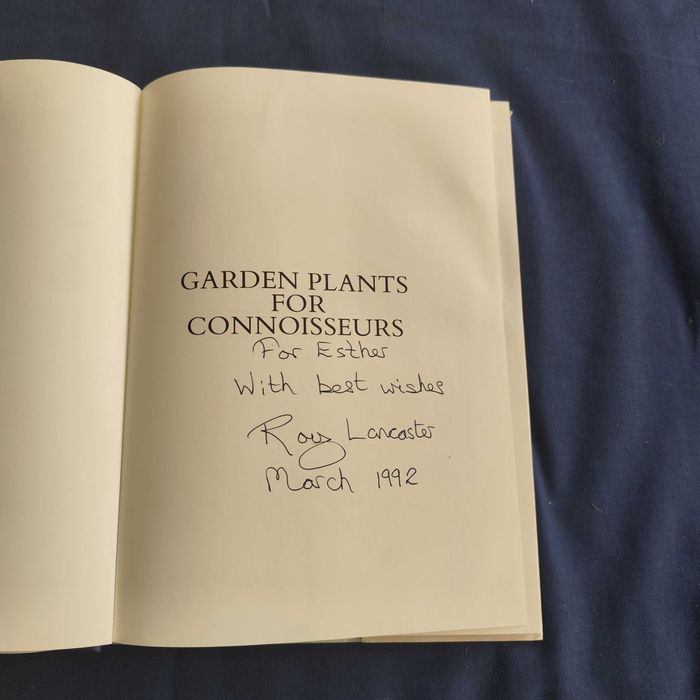 GARDEN PLANTS
FOR
CONNOISSEURS
For Esther
With best wishes
Roy Lancaster
March 1992